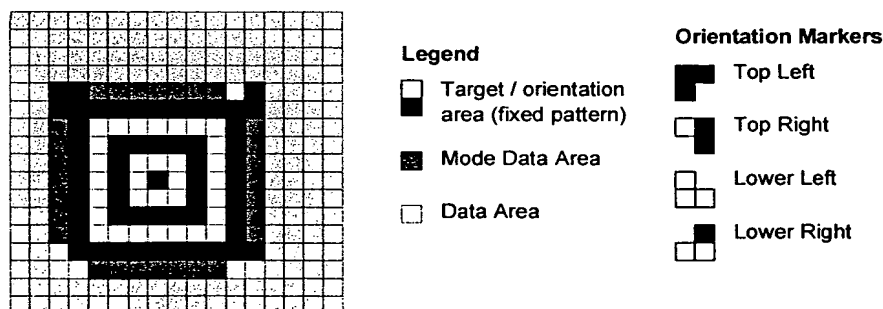 Legend
Target / orientation
area (fixed pattern)
Mode Data Area
Data Area
Orientation Markers
Top Left
Top Right
Lower Left
Lower Right